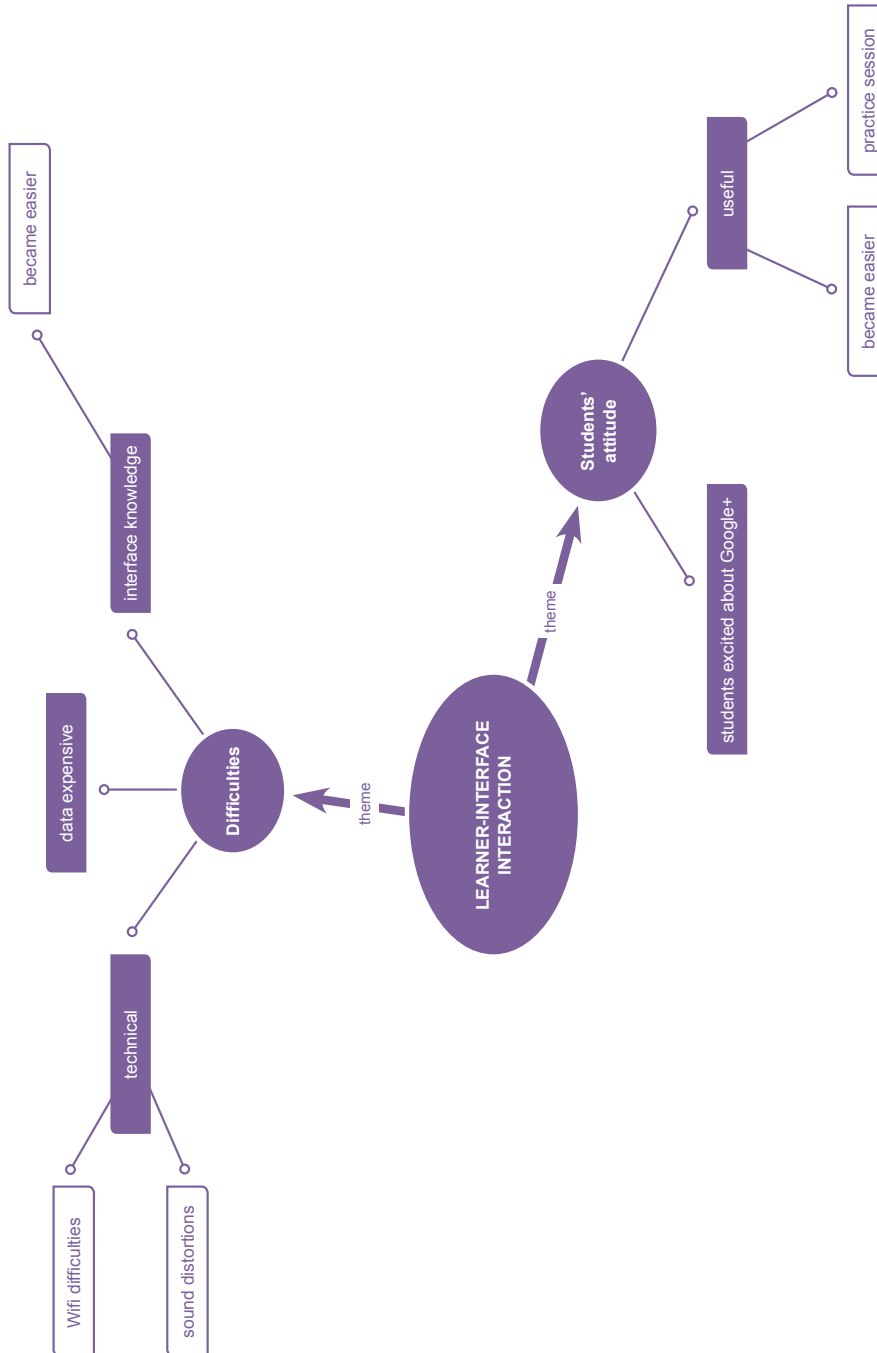 became easier
interface knowledge
data expensive
technical
Wifi difficulties
sound distortions
Difficulties
theme
LEARNER-INTERFACE
INTERACTION
theme
Students’
attitude
students excited about Google+
useful
became easier
practice session